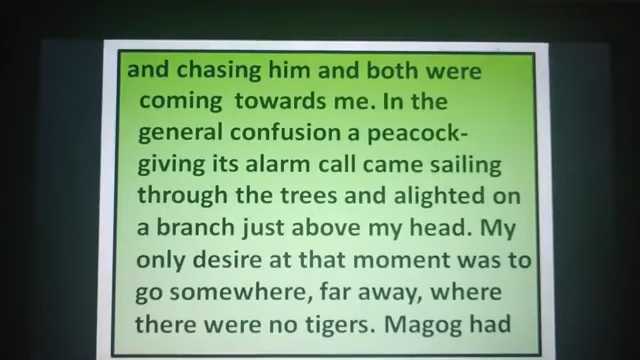 and chasing him and both were
coming towards me. In the
general confusion a peacock-
giving its alarm call came sailing
through the trees and alighted on
a branch just above my head. My
only desire at that moment was to
go somewhere, far away, where
there were no tigers. Magog had